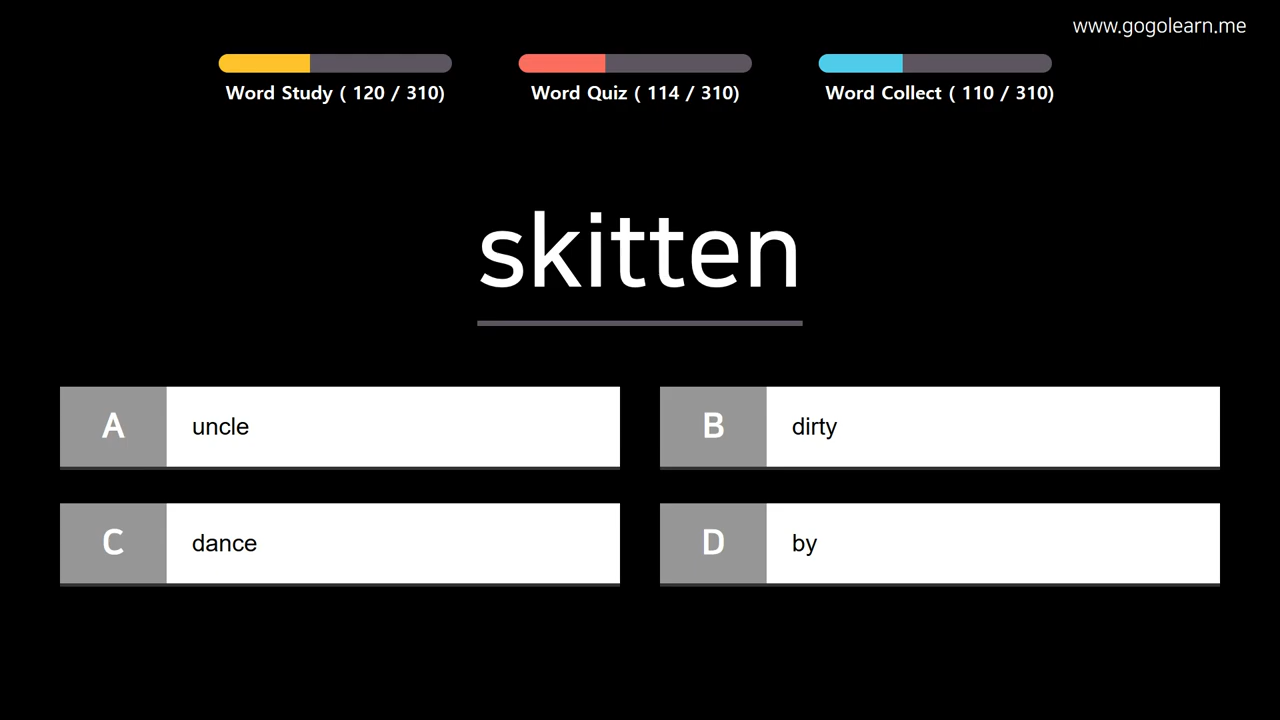 www.gogolearn.me
Word Study ( 120 / 310)
Word Quiz ( 114 / 310)
Word Collect ( 110 / 310)
skitten
A uncle
B dirty
C dance
D by